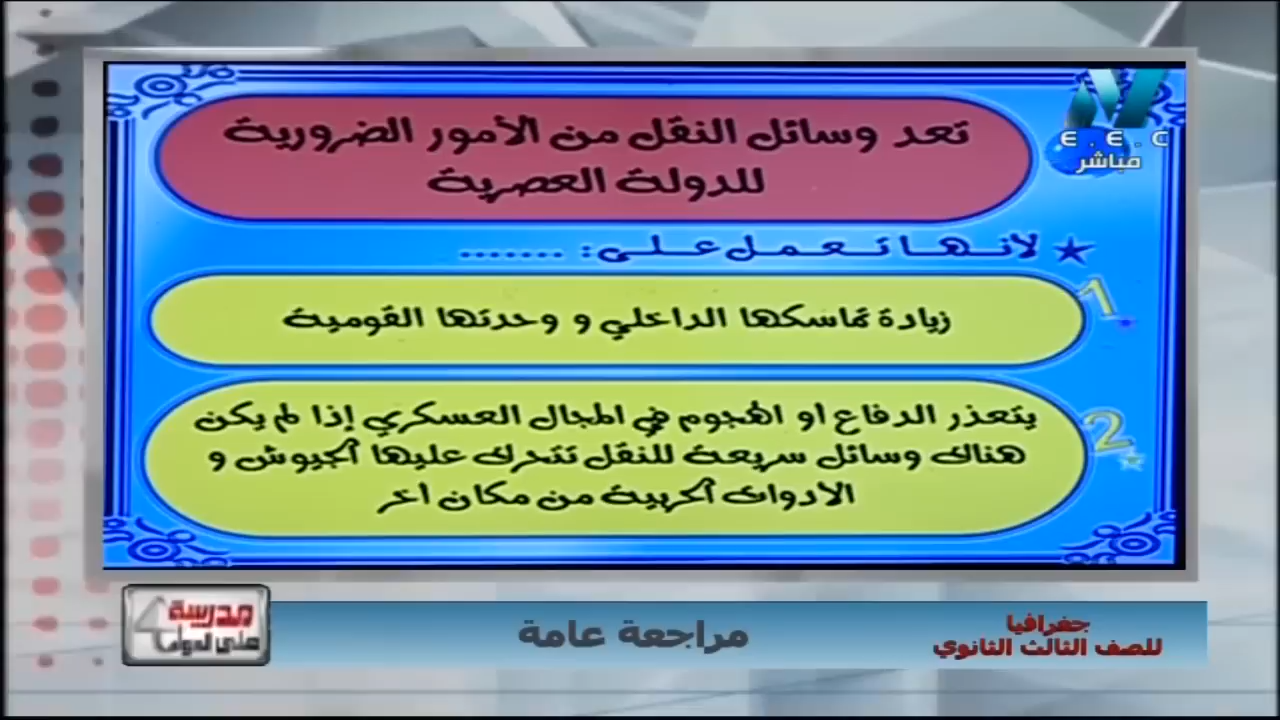 تعد وسائل النقل من الأمور الضرورية
للدولة العصرية
E.E.C
مباشر
لأنها تعمل على: .......
1
زيادة تماسكها الداخلي و وحدتها القومية
2
يتعذر الدفاع او الهجوم في المجال العسكري إذا لم يكن
هناك وسائل سريعة للنقل تتحرك عليها الجيوش و
الأدوات الحربية من مكان آخر
مدرسة
على الهواء
مراجعة عامة
جغرافيا
للصف الثالث الثانوي